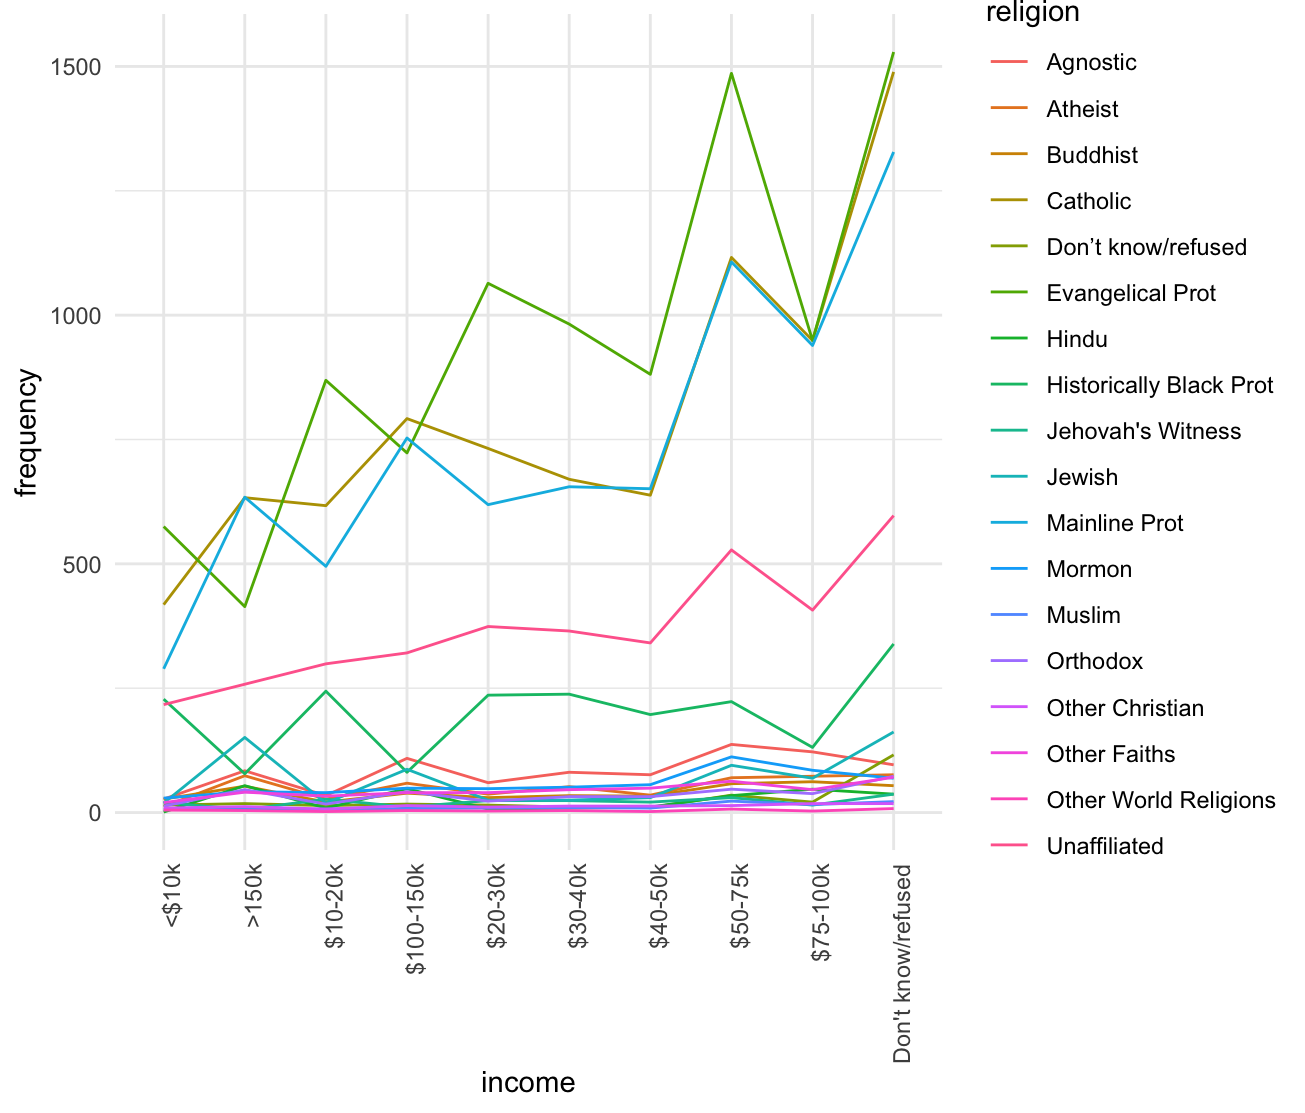 religion
Agnostic
Atheist
Buddhist
Catholic
Don’t know/refused
Evangelical Prot
Hindu
Historically Black Prot
Jehovah's Witness
Jewish
Mainline Prot
Mormon
Muslim
Orthodox
Other Christian
Other Faiths
Other World Religions
Unaffiliated
frequency
1500
1000
500
0
<$10k
>150k
$10-20k
$100-150k
$20-30k
$30-40k
$40-50k
$50-75k
$75-100k
Don't know/refused
income